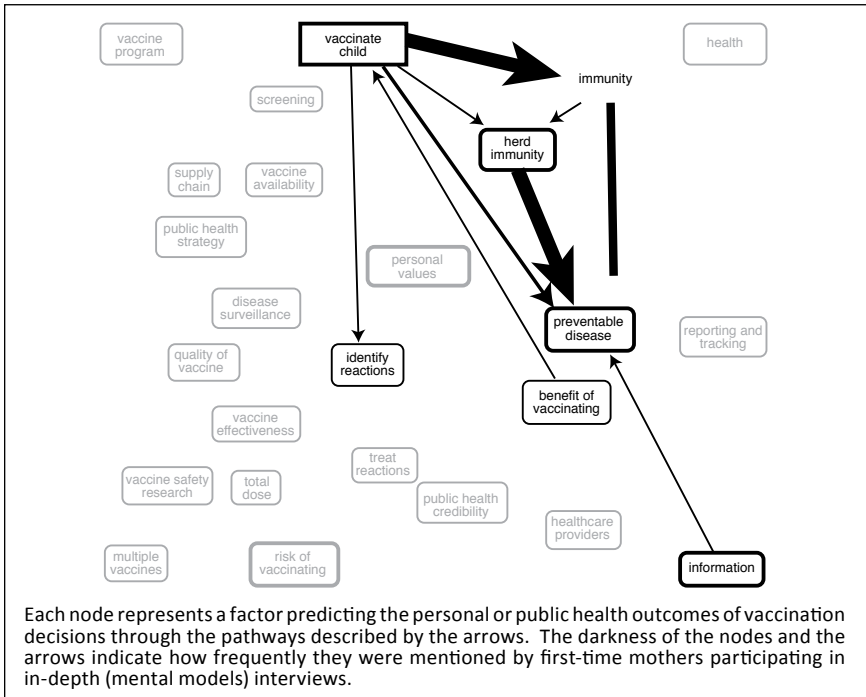 vaccine
program
vaccinate
child
health
immunity
screening
herd
immunity
supply
chain
vaccine
availability
public health
strategy
personal
values
disease
surveillance
preventable
disease
reporting and
tracking
quality of
vaccine
identify
reactions
benefit of
vaccinating
vaccine
effectiveness
treat
reactions
vaccine safety
research
total
dose
public health
credibility
healthcare
providers
multiple
vaccines
risk of
vaccinating
information
Each node represents a factor predicting the personal or public health outcomes of vaccination
decisions through the pathways described by the arrows. The darkness of the nodes and the
arrows indicate how frequently they were mentioned by first-time mothers participating in
in-depth (mental models) interviews.